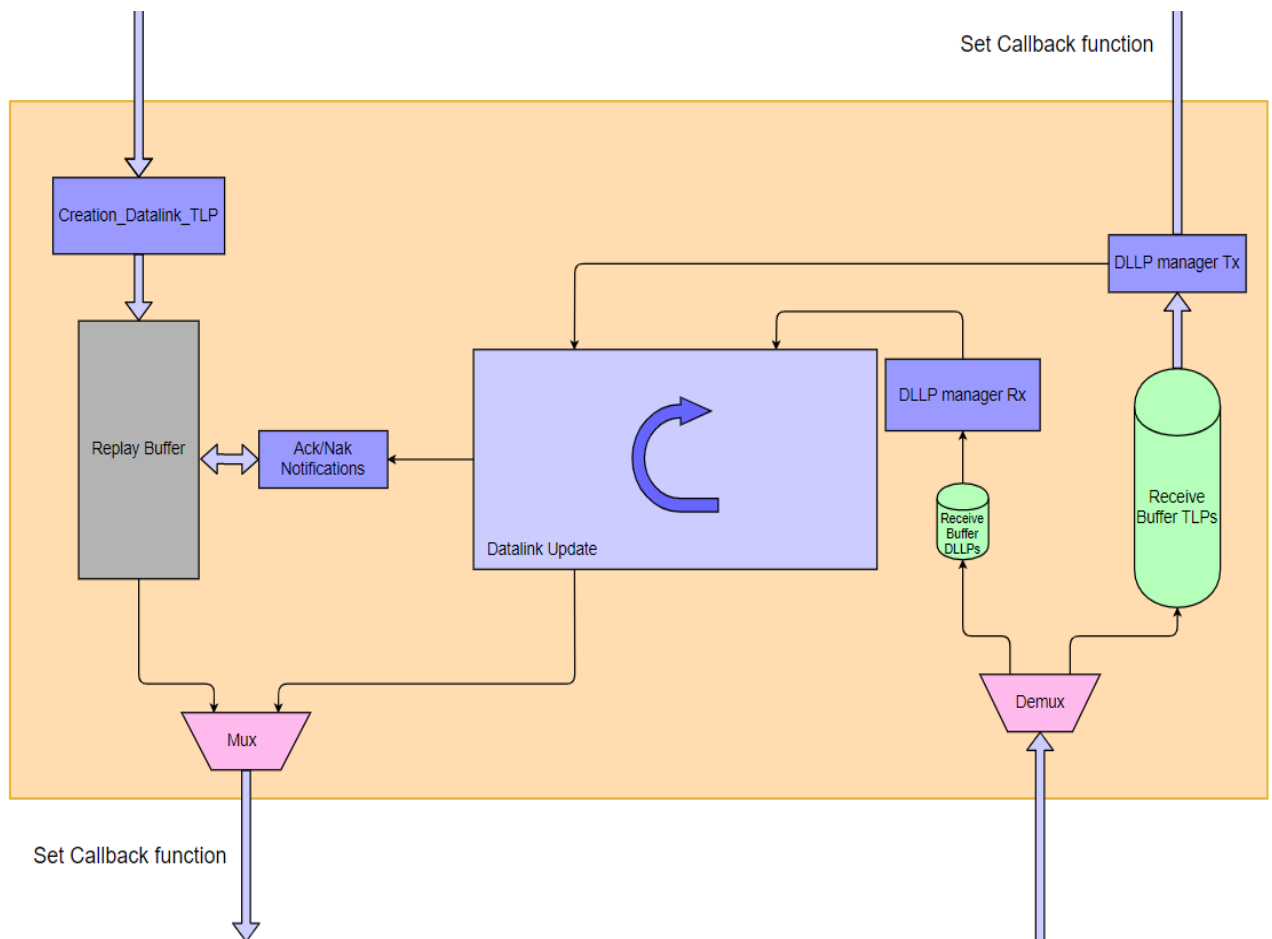 Set Callback function
Creation_Datalink_TLP
DLLP manager Tx
DLLP manager Rx
Replay Buffer
Ack/Nak
Notifications
Receive
Buffer TLPs
Receive
Buffer
DLLPs
Datalink Update
Demux
Mux
Set Callback function